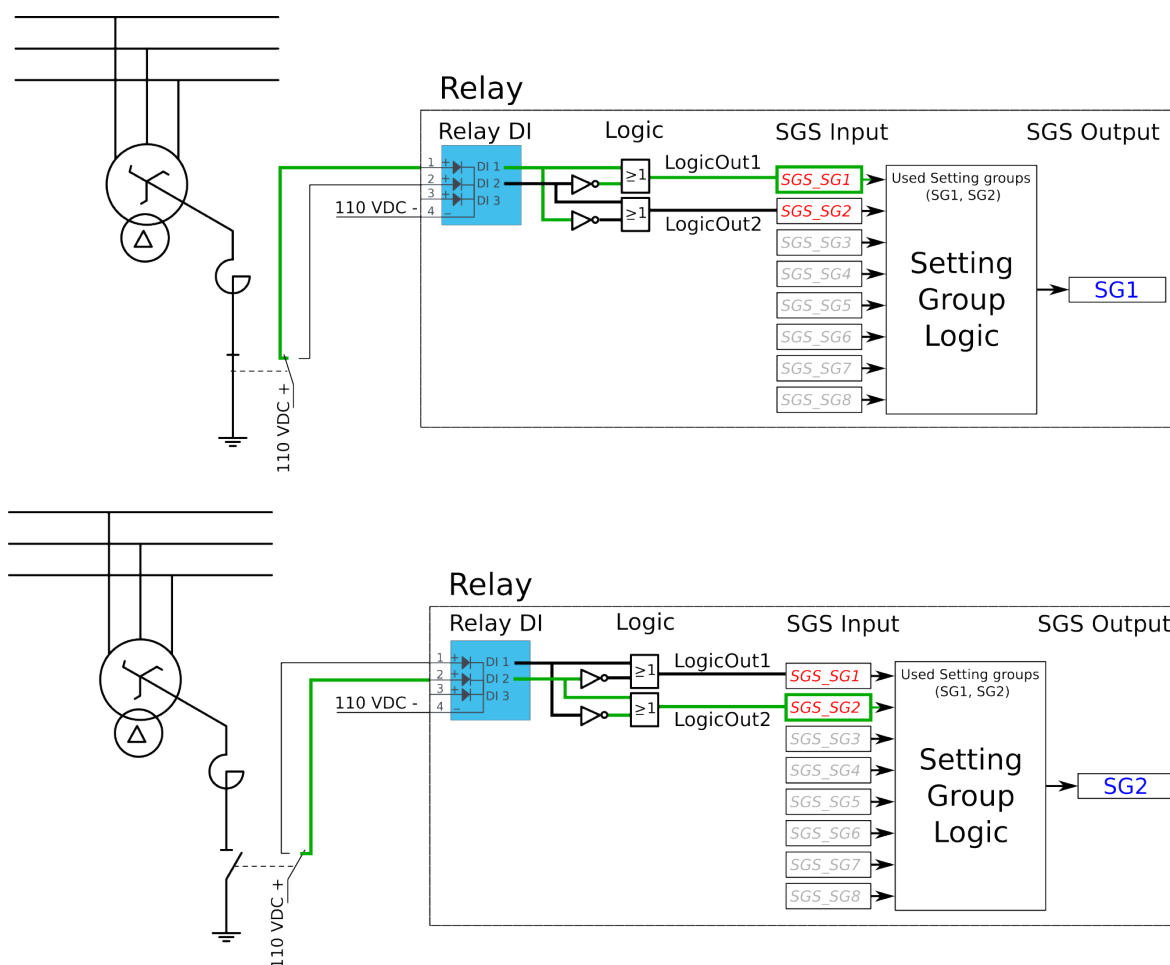 Relay
Relay DI
Logic
SGS Input
SGS Output
1 + DI 1
2 + DI 2
3 + DI 3
4 −
110 VDC -
≥1
≥1
LogicOut1
LogicOut2
SGS_SG1
SGS_SG2
SGS_SG3
SGS_SG4
SGS_SG5
SGS_SG6
SGS_SG7
SGS_SG8
Used Setting groups
(SG1, SG2)
Setting
Group
Logic
SG1
Δ
110 VDC +
Relay
Relay DI
Logic
SGS Input
SGS Output
1 + DI 1
2 + DI 2
3 + DI 3
4 −
110 VDC -
≥1
≥1
LogicOut1
LogicOut2
SGS_SG1
SGS_SG2
SGS_SG3
SGS_SG4
SGS_SG5
SGS_SG6
SGS_SG7
SGS_SG8
Used Setting groups
(SG1, SG2)
Setting
Group
Logic
SG2
Δ
110 VDC +